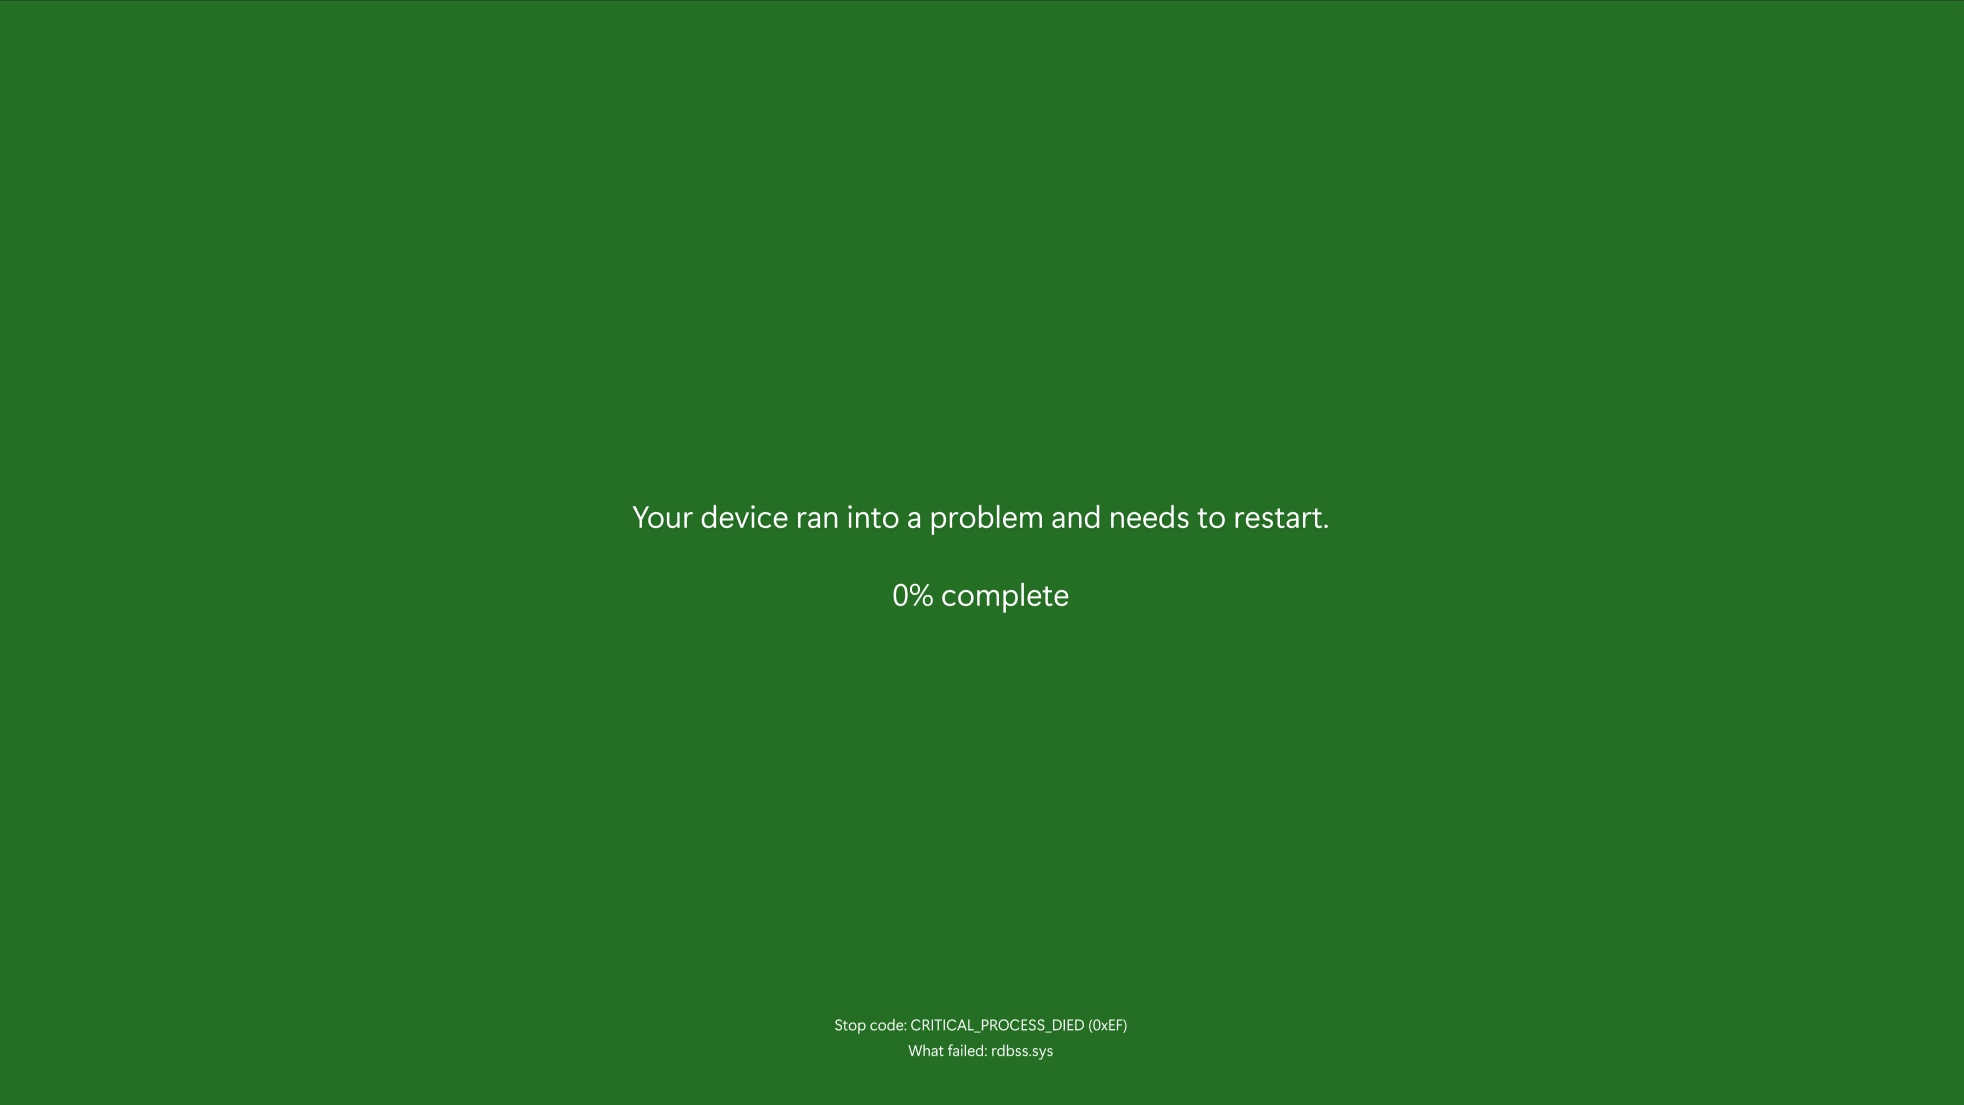 Your device ran into a problem and needs to restart.
0% complete
Stop code: CRITICAL_PROCESS_DIED (0xEF)
What failed: rdbss.sys